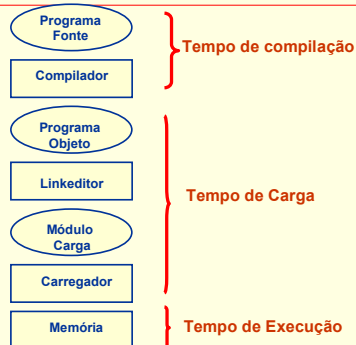 Programa
Fonte
Tempo de compilação
Compilador
Programa
Objeto
Linkeditor
Tempo de Carga
Módulo
Carga
Carregador
Memória
Tempo de Execução